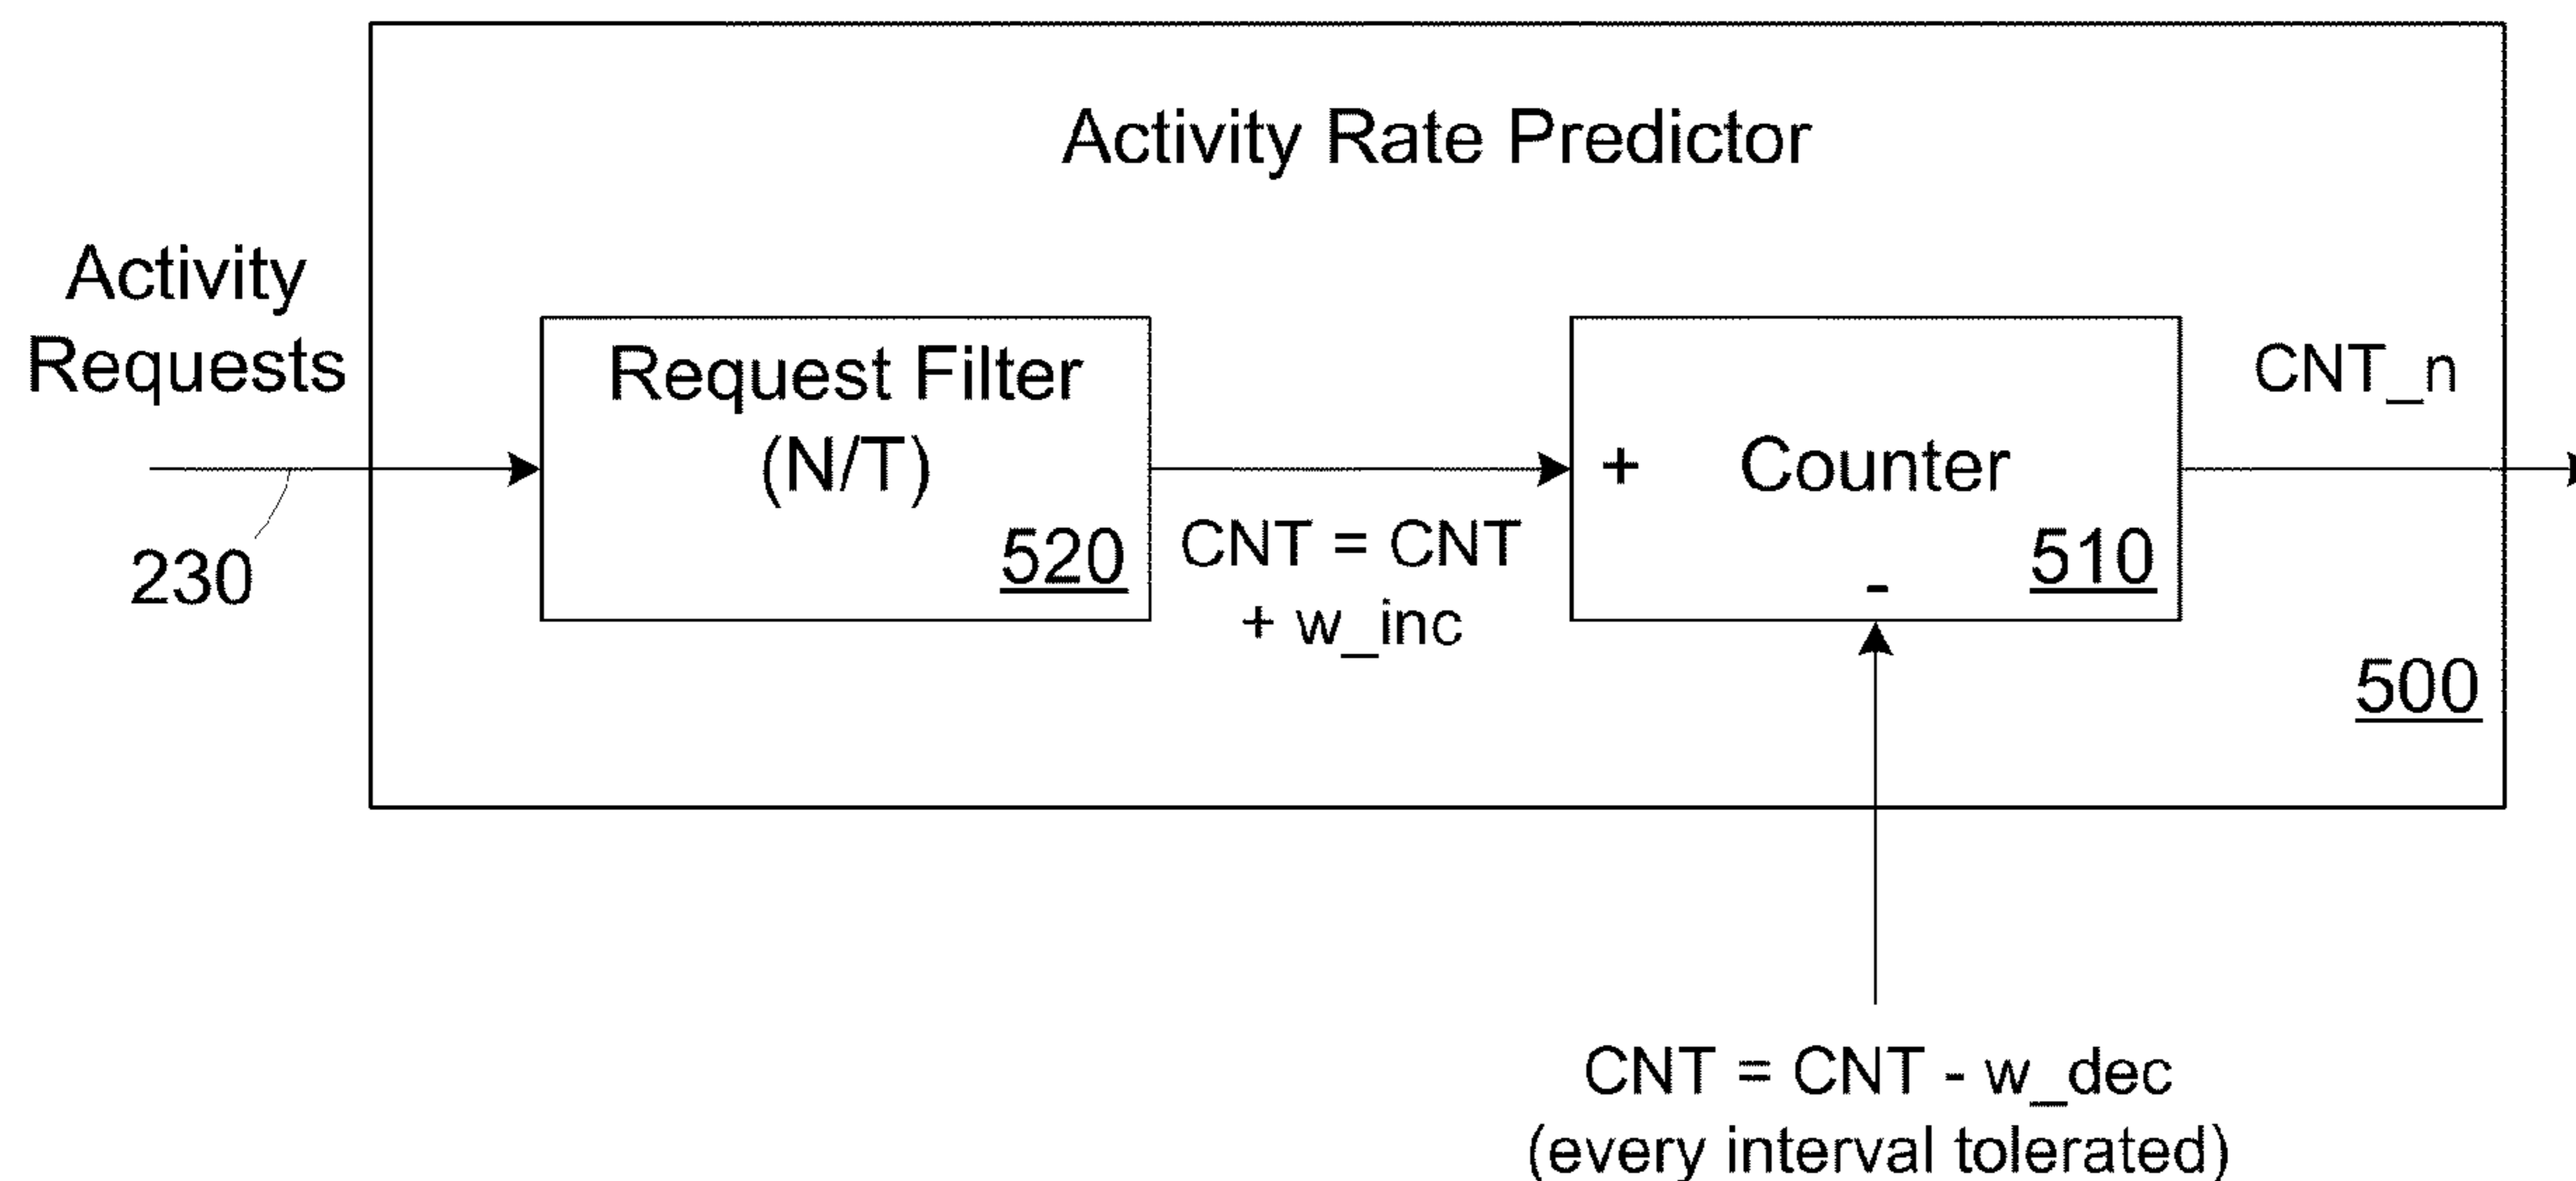 Activity Rate Predictor
Activity
Requests
230
Request Filter
(N/T)
520
CNT = CNT
+ w_inc
+ Counter
-
510
CNT_n
500
CNT = CNT - w_dec
(every interval tolerated)